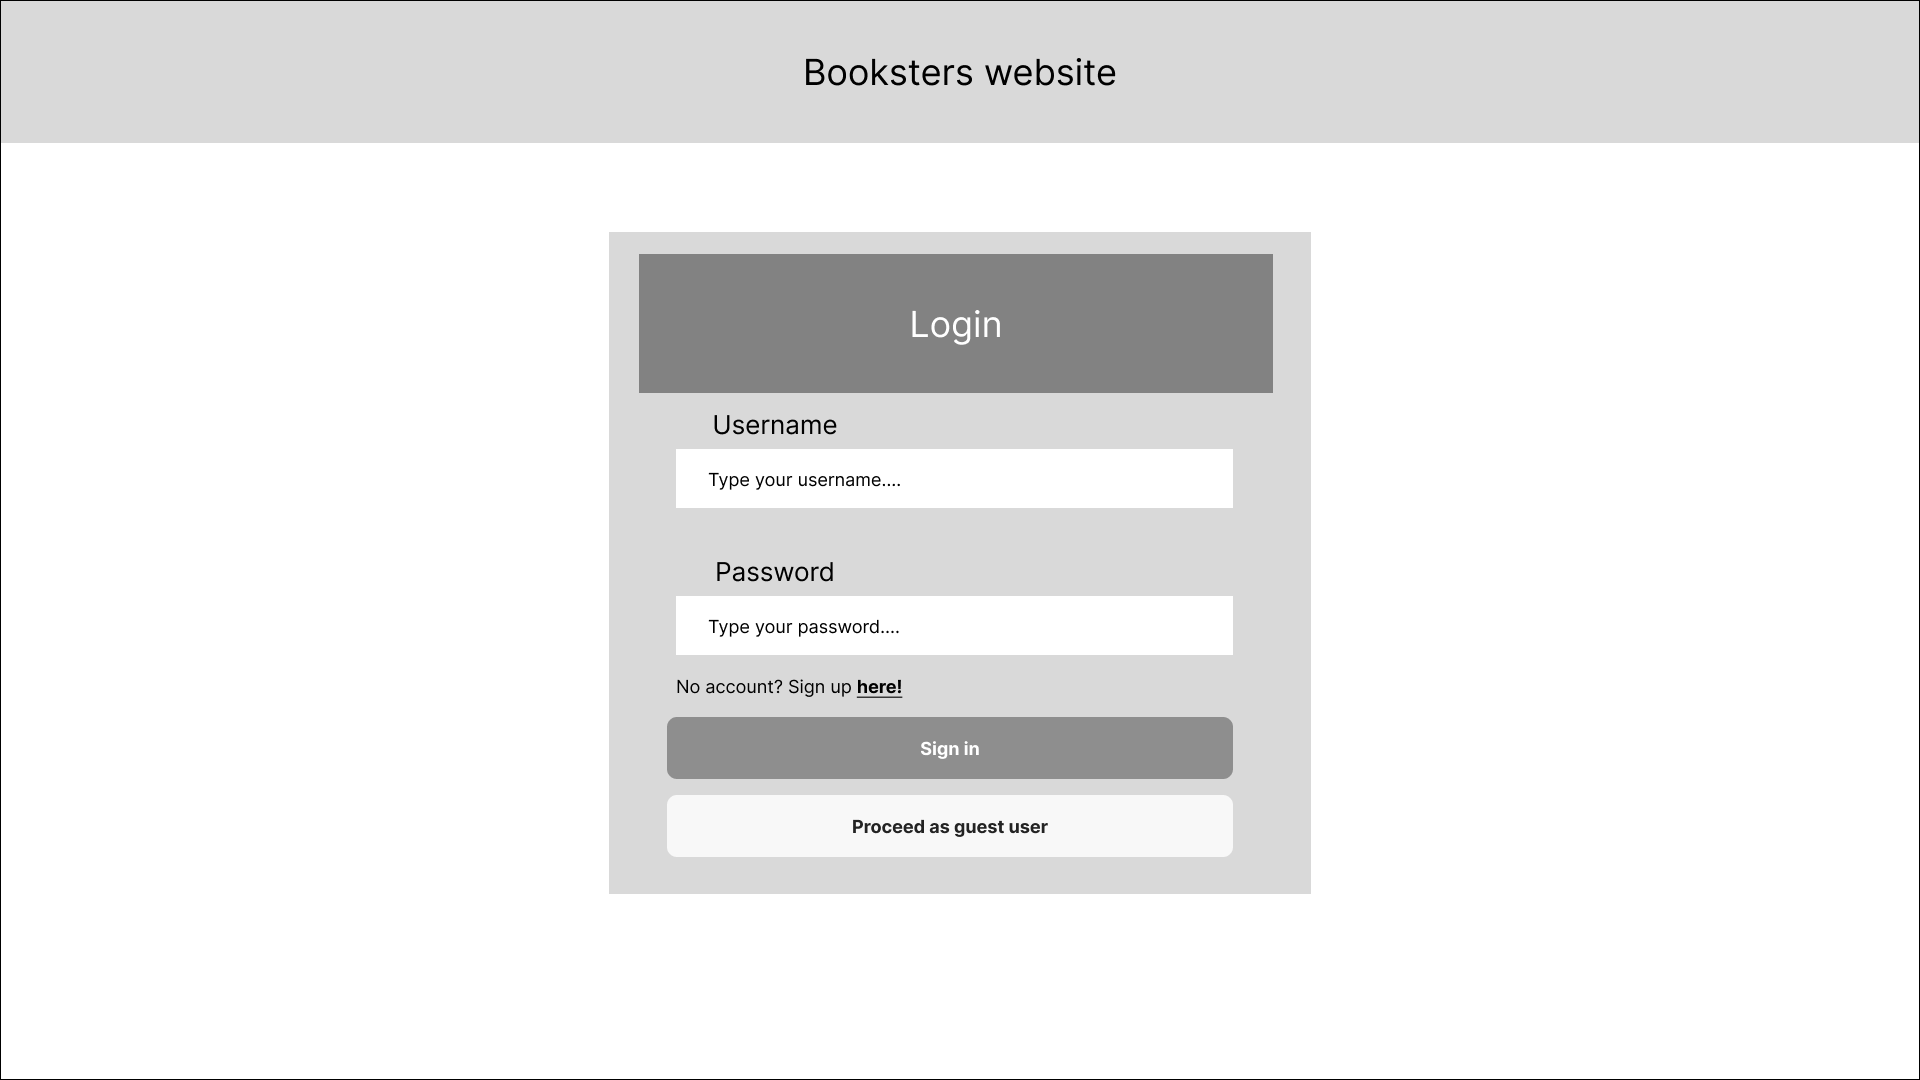 Booksters website
Login
Username
Type your username....
Password
Type your password....
No account? Sign up here!
Sign in
Proceed as guest user